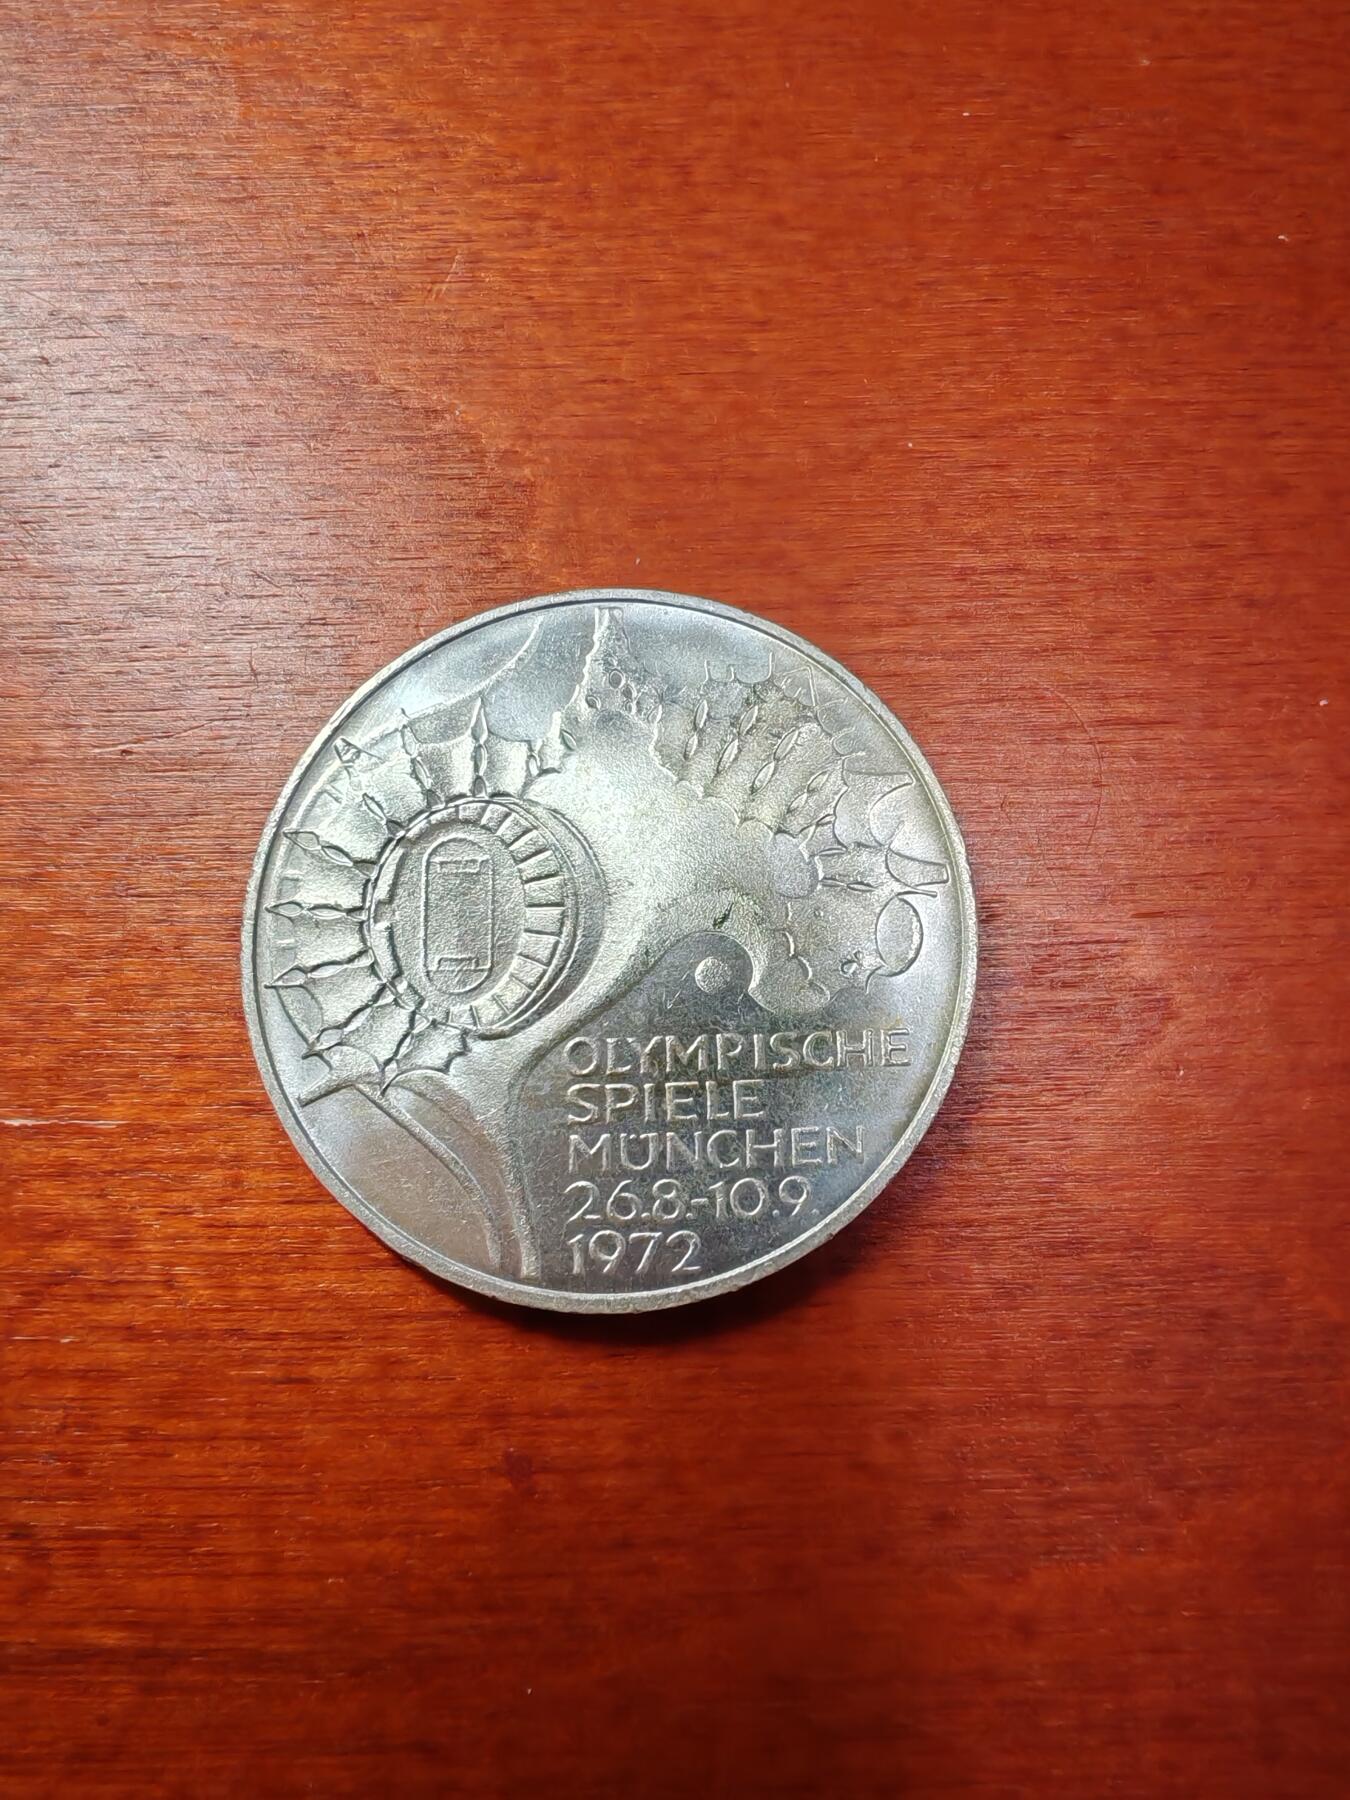 OLYMPISCHE
SPIELE
MÜNCHEN
26.8.-10.9.
1972